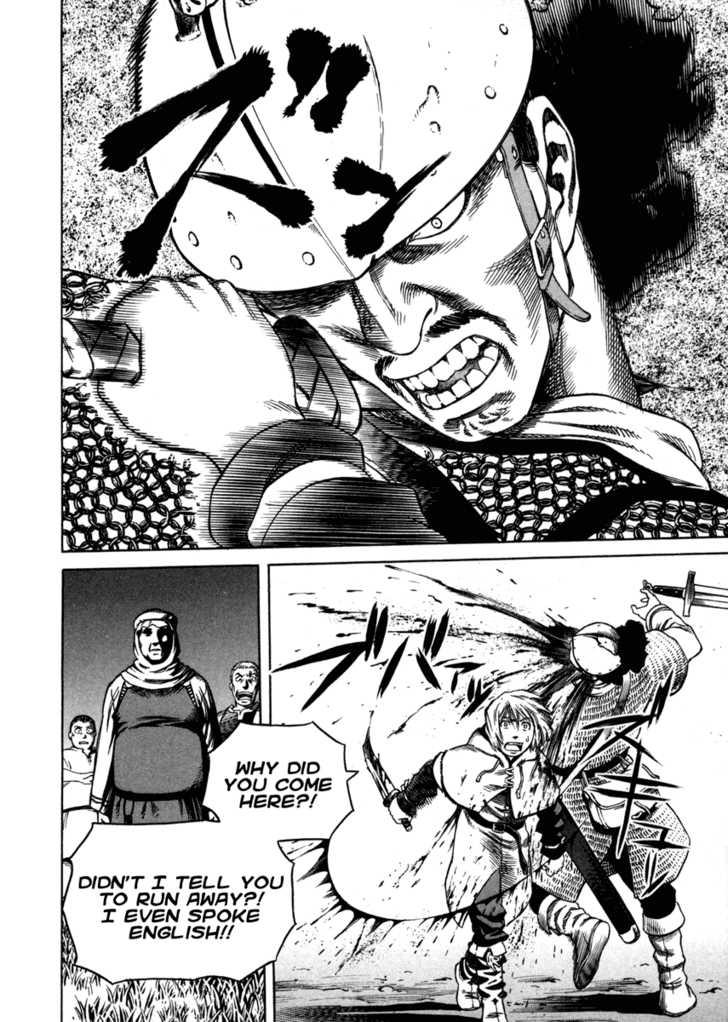 WHY DID
YOU COME
HERE?!
DIDN'T I TELL YOU
TO RUN AWAY?!
I EVEN SPOKE
ENGLISH!!